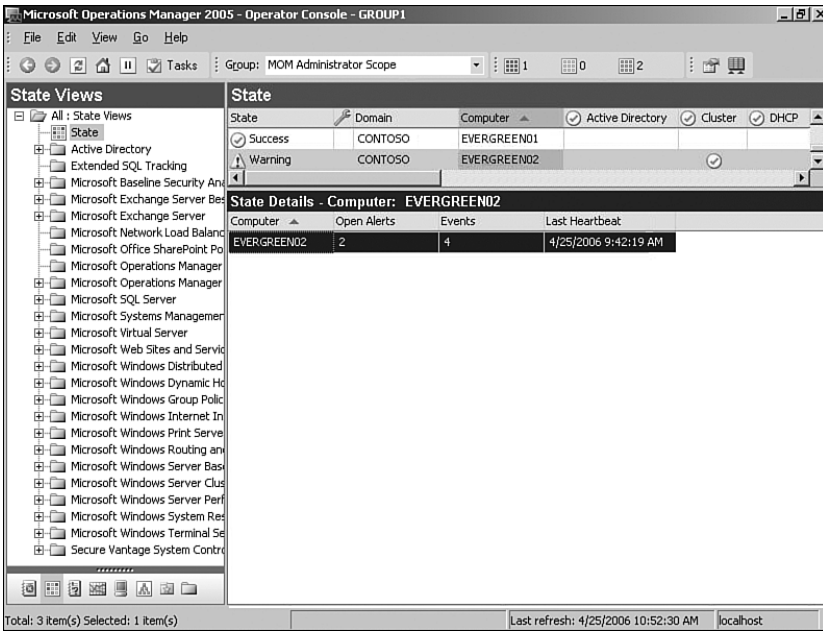 Microsoft Operations Manager 2005 - Operator Console - GROUP1
File Edit View Go Help
Tasks Group: MOM Administrator Scope 1 0 2
State Views
All : State Views
State
Active Directory
Extended SQL Tracking
Microsoft Baseline Security Ana
Microsoft Exchange Server Bes
Microsoft Exchange Server
Microsoft Network Load Balanc
Microsoft Office SharePoint Po
Microsoft Operations Manager
Microsoft Operations Manager
Microsoft SQL Server
Microsoft Systems Managemen
Microsoft Virtual Server
Microsoft Web Sites and Servic
Microsoft Windows Distributed
Microsoft Windows Dynamic Ho
Microsoft Windows Group Polic
Microsoft Windows Internet In
Microsoft Windows Print Serve
Microsoft Windows Routing and
Microsoft Windows Server Base
Microsoft Windows Server Clus
Microsoft Windows Server Perf
Microsoft Windows System Res
Microsoft Windows Terminal Se
Secure Vantage System Contro
State
State Domain Computer Active Directory Cluster DHCP
Success CONTOSO EVERGREEN01
Warning CONTOSO EVERGREEN02
State Details - Computer: EVERGREEN02
Computer Open Alerts Events Last Heartbeat
EVERGREEN02 2 4 4/25/2006 9:42:19 AM
Total: 3 item(s) Selected: 1 item(s) Last refresh: 4/25/2006 10:52:30 AM localhost